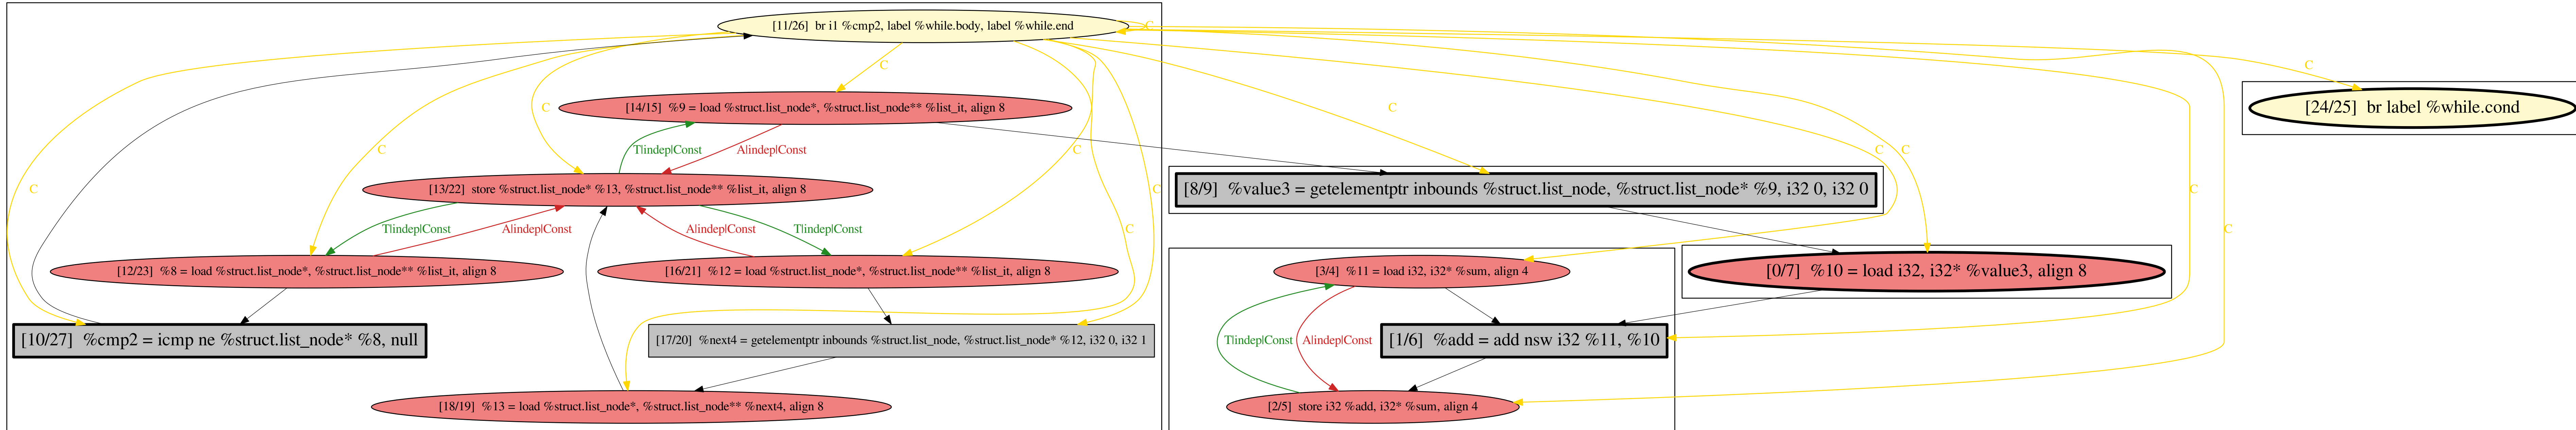 [11/26]  br i1 %cmp2, label %while.body, label %while.end
C
C
C
[14/15]  %9 = load %struct.list_node*, %struct.list_node** %list_it, align 8
[24/25]  br label %while.cond
C
C
C
T|indep|Const
A|indep|Const
C
C
C
C
C
C
[13/22]  store %struct.list_node* %13, %struct.list_node** %list_it, align 8
[8/9]  %value3 = getelementptr inbounds %struct.list_node, %struct.list_node* %9, i32 0, i32 0
C
T|indep|Const
A|indep|Const
A|indep|Const
T|indep|Const
C
C
[12/23]  %8 = load %struct.list_node*, %struct.list_node** %list_it, align 8
[16/21]  %12 = load %struct.list_node*, %struct.list_node** %list_it, align 8
[3/4]  %11 = load i32, i32* %sum, align 4
[0/7]  %10 = load i32, i32* %value3, align 8
[10/27]  %cmp2 = icmp ne %struct.list_node* %8, null
[17/20]  %next4 = getelementptr inbounds %struct.list_node, %struct.list_node* %12, i32 0, i32 1
T|indep|Const
A|indep|Const
[1/6]  %add = add nsw i32 %11, %10
[18/19]  %13 = load %struct.list_node*, %struct.list_node** %next4, align 8
[2/5]  store i32 %add, i32* %sum, align 4